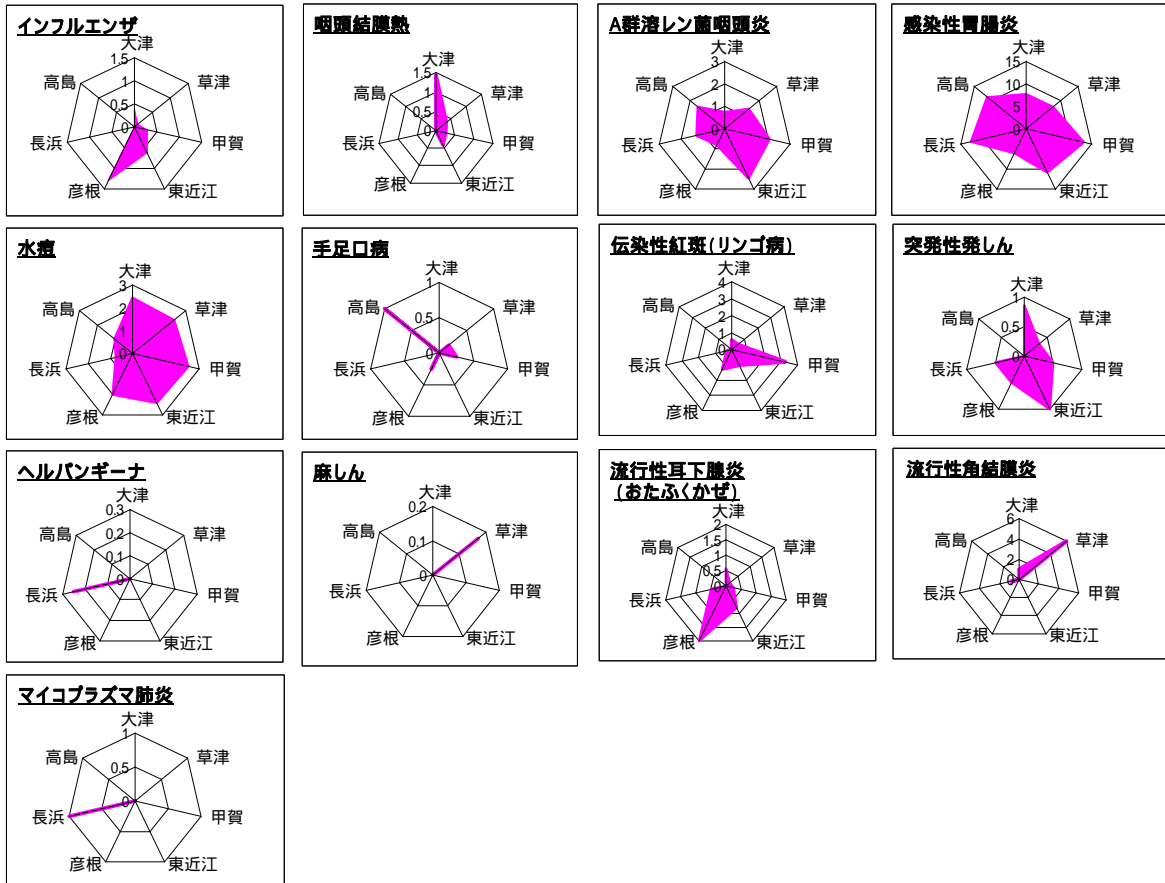 インフルエンザ
大津
草津
甲賀
東近江
彦根
長浜
高島
1.5
1
0.5
0
咽頭結膜熱
大津
草津
甲賀
東近江
彦根
長浜
高島
1.5
1
0.5
0
A群溶レン菌咽頭炎
大津
草津
甲賀
東近江
彦根
長浜
高島
3
2
1
0
感染性胃腸炎
大津
草津
甲賀
東近江
彦根
長浜
高島
15
10
5
0
水痘
大津
草津
甲賀
東近江
彦根
長浜
高島
3
2
1
0
手足口病
大津
草津
甲賀
東近江
彦根
長浜
高島
1
0.5
0
伝染性紅斑(リンゴ病)
大津
草津
甲賀
東近江
彦根
長浜
高島
4
3
2
1
0
突発性発しん
大津
草津
甲賀
東近江
彦根
長浜
高島
1
0.5
0
ヘルパンギーナ
大津
草津
甲賀
東近江
彦根
長浜
高島
0.3
0.2
0.1
0
麻しん
大津
草津
甲賀
東近江
彦根
長浜
高島
0.2
0.1
0
流行性耳下腺炎
(おたふくかぜ)
大津
草津
甲賀
東近江
彦根
長浜
高島
2
1.5
1
0.5
0
流行性角結膜炎
大津
草津
甲賀
東近江
彦根
長浜
高島
6
4
2
0
マイコプラズマ肺炎
大津
草津
甲賀
東近江
彦根
長浜
高島
1
0.5
0